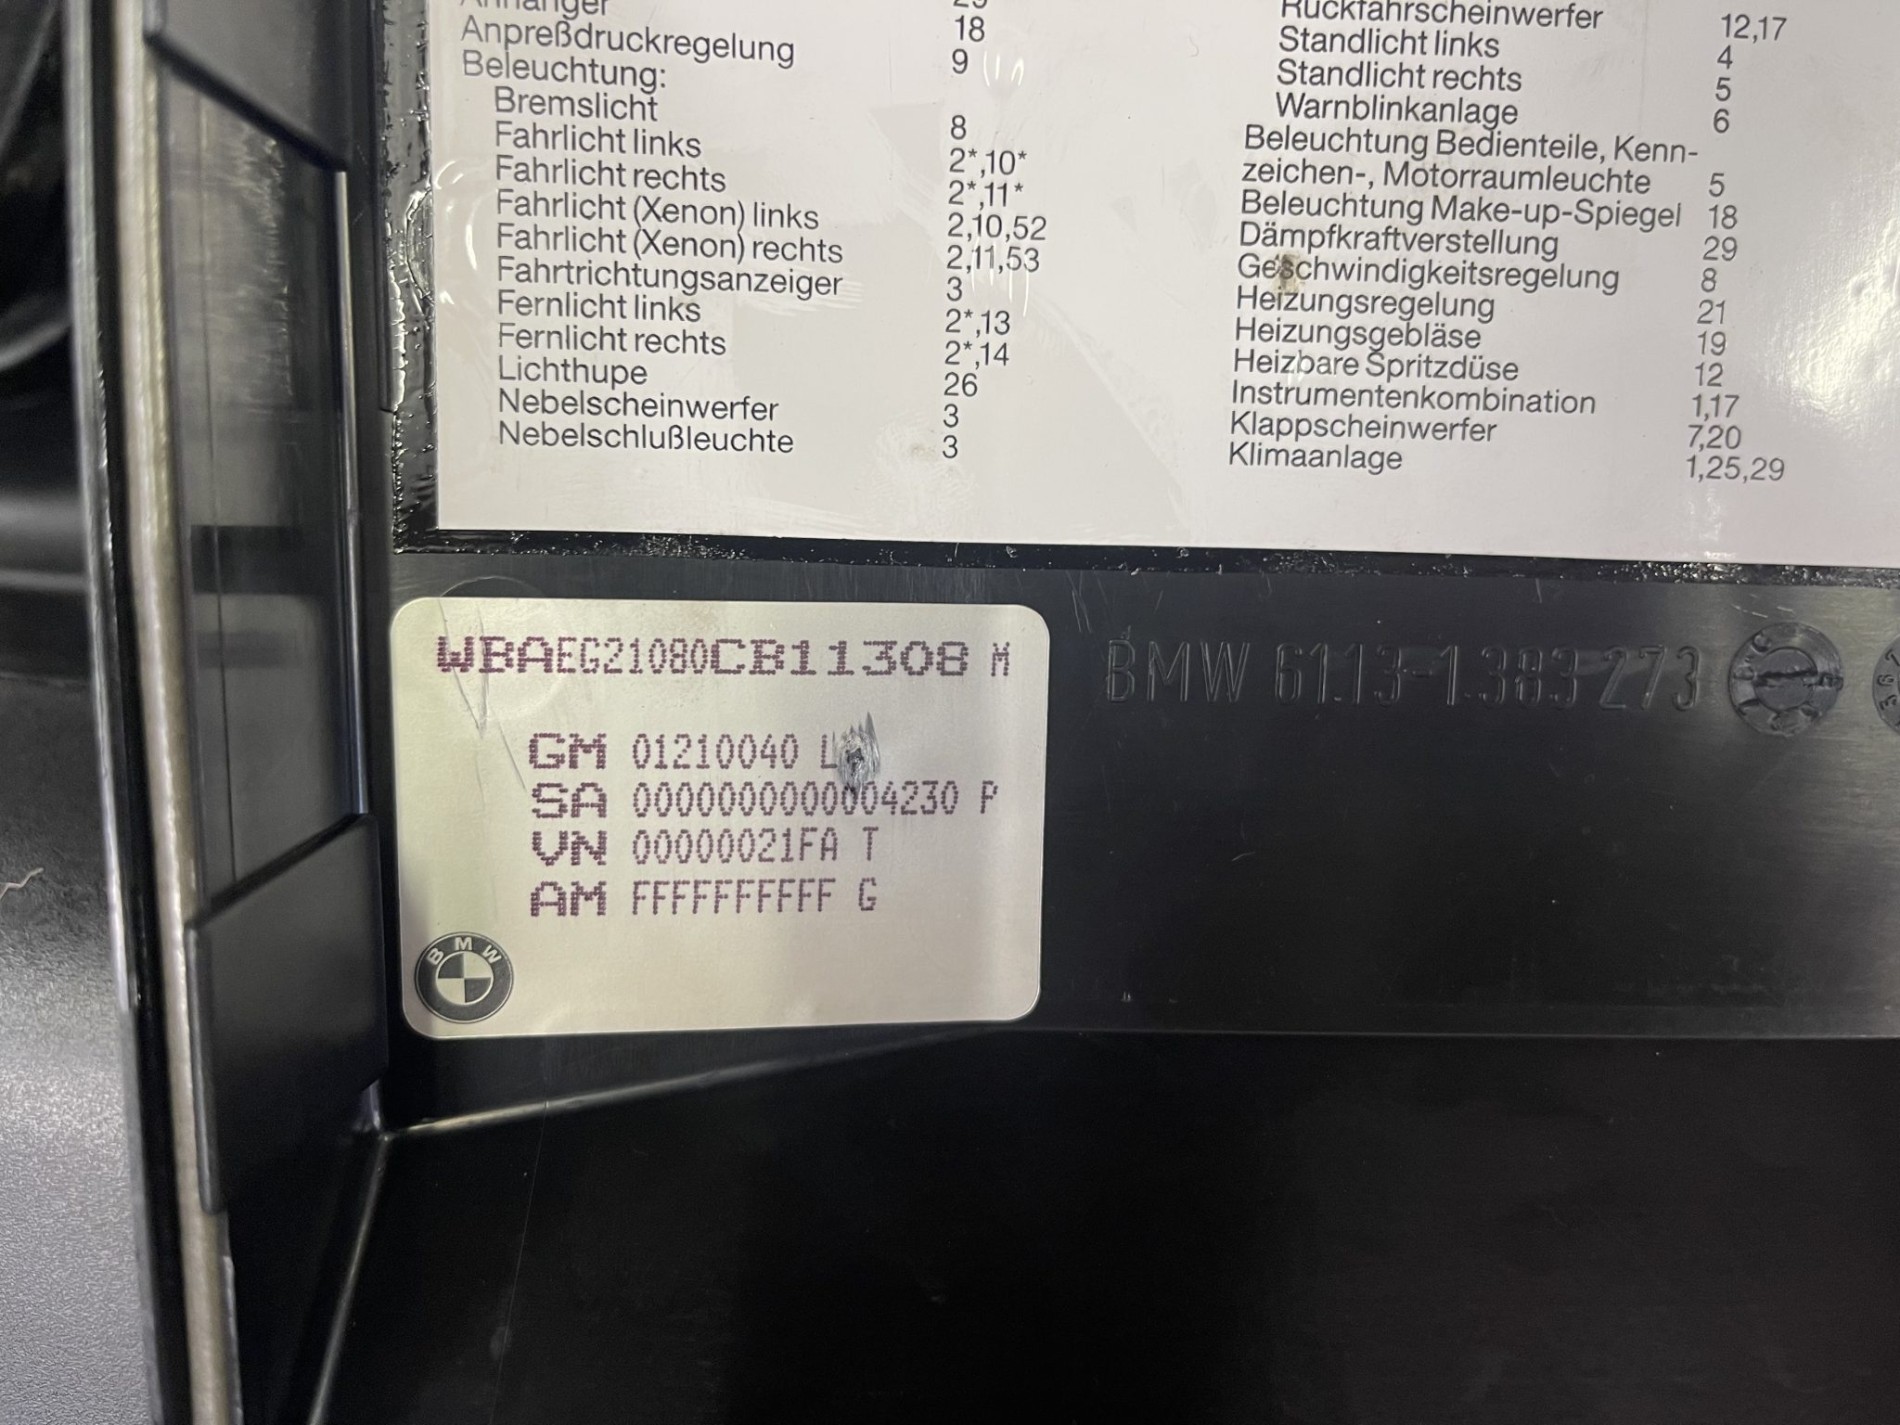 Anhänger
Anpreßdruckregelung 18
Beleuchtung: 9
Bremslicht
Fahrlicht links 8
Fahrlicht rechts 2*,10*
Fahrlicht (Xenon) links 2*,11*
Fahrlicht (Xenon) rechts 2,10,52
Fahrtrichtungsanzeiger 2,11,53
Fernlicht links 3
Fernlicht rechts 2*,13
Lichthupe 2*,14
Nebelscheinwerfer 26
Nebelschlußleuchte 3
3
Rückfahrscheinwerfer 12,17
Standlicht links 4
Standlicht rechts 5
Warnblinkanlage 6
Beleuchtung Bedienteile, Kenn-
zeichen-, Motorraumleuchte 5
Beleuchtung Make-up-Spiegel 18
Dämpfkraftverstellung 29
Geschwindigkeitsregelung 8
Heizungsregelung 21
Heizungsgebläse 19
Heizbare Spritzdüse 12
Instrumentenkombination 1,17
Klappscheinwerfer 7,20
Klimaanlage 1,25,29
WBAEG21080CB11308 M
GM 01210040 L
SA 0000000000004230 P
VN 00000021FA T
AM FFFFFFFFFF G
BMW
BMW 61.13-1.383 273